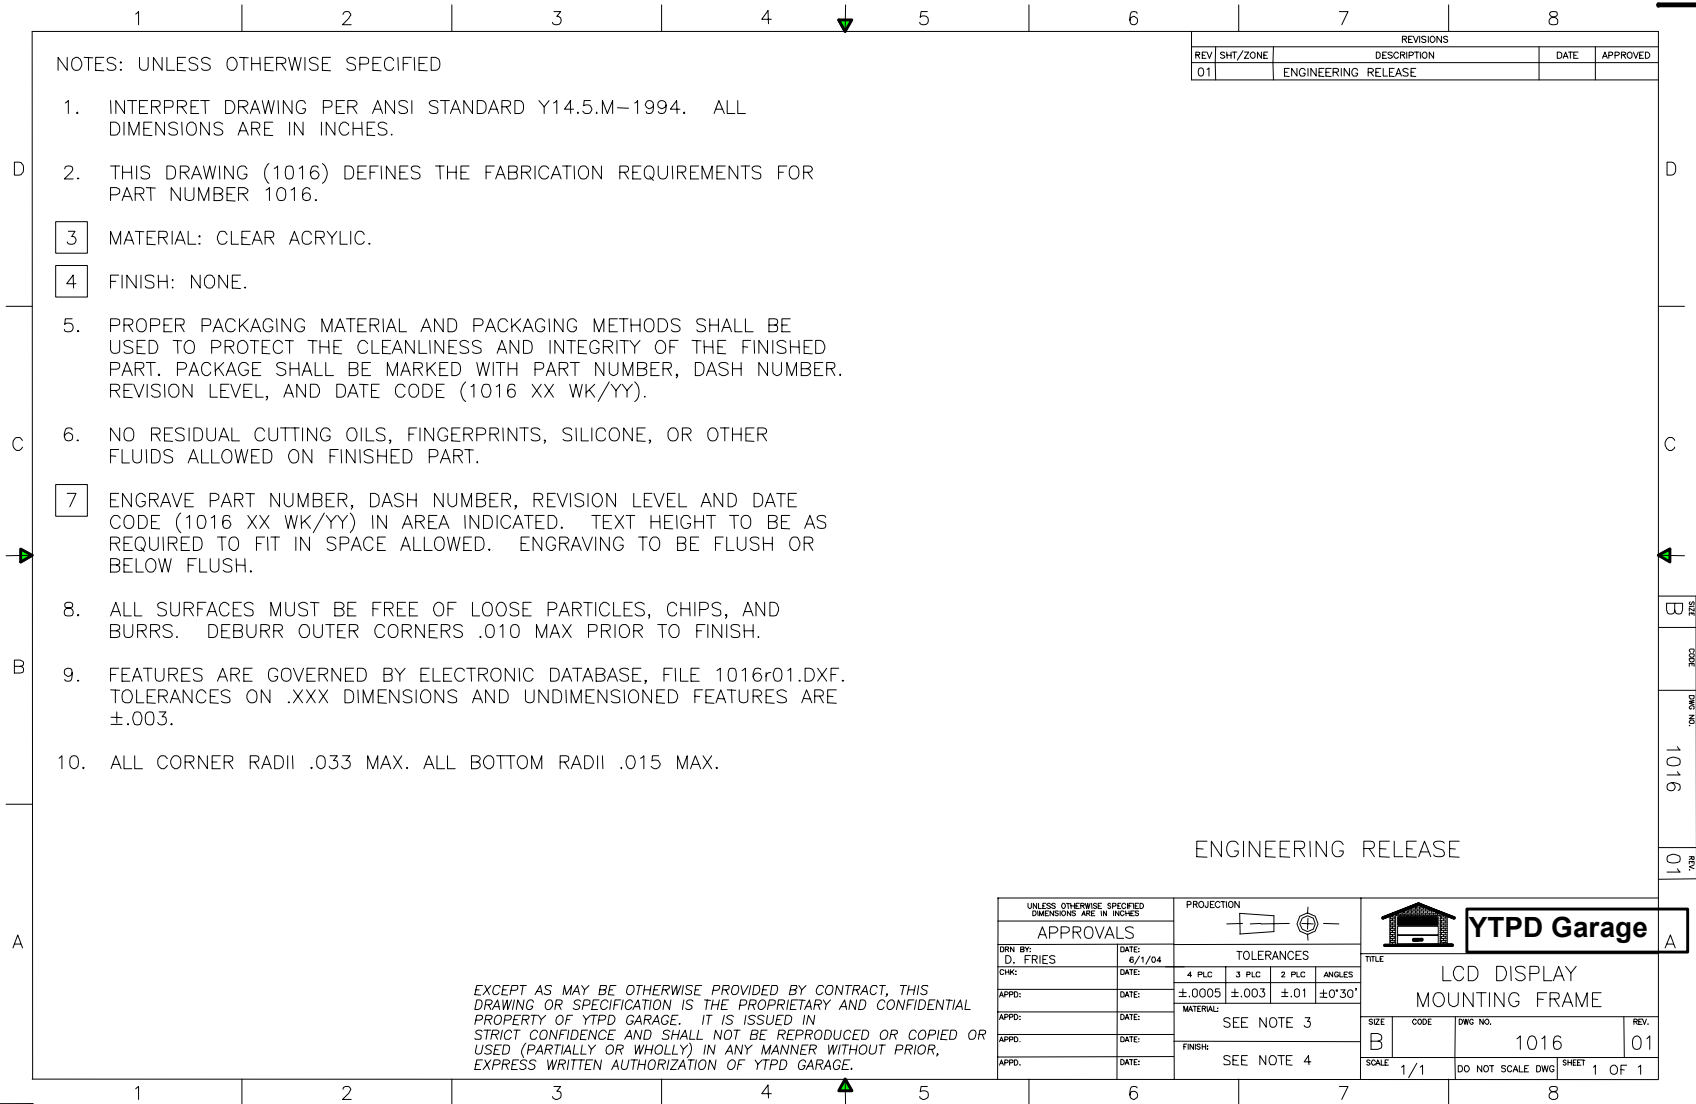 1 2 3 4 5 6 7 8
REVISIONS
REV SHT/ZONE DESCRIPTION DATE APPROVED
01 ENGINEERING RELEASE
NOTES: UNLESS OTHERWISE SPECIFIED
1. INTERPRET DRAWING PER ANSI STANDARD Y14.5.M-1994. ALL
DIMENSIONS ARE IN INCHES.
D D
2. THIS DRAWING (1016) DEFINES THE FABRICATION REQUIREMENTS FOR
PART NUMBER 1016.
3 MATERIAL: CLEAR ACRYLIC.
4 FINISH: NONE.
5. PROPER PACKAGING MATERIAL AND PACKAGING METHODS SHALL BE
USED TO PROTECT THE CLEANLINESS AND INTEGRITY OF THE FINISHED
PART. PACKAGE SHALL BE MARKED WITH PART NUMBER, DASH NUMBER.
REVISION LEVEL, AND DATE CODE (1016 XX WK/YY).
C C
6. NO RESIDUAL CUTTING OILS, FINGERPRINTS, SILICONE, OR OTHER
FLUIDS ALLOWED ON FINISHED PART.
7 ENGRAVE PART NUMBER, DASH NUMBER, REVISION LEVEL AND DATE
CODE (1016 XX WK/YY) IN AREA INDICATED. TEXT HEIGHT TO BE AS
REQUIRED TO FIT IN SPACE ALLOWED. ENGRAVING TO BE FLUSH OR
BELOW FLUSH.
8. ALL SURFACES MUST BE FREE OF LOOSE PARTICLES, CHIPS, AND
BURRS. DEBURR OUTER CORNERS .010 MAX PRIOR TO FINISH.
B
9. FEATURES ARE GOVERNED BY ELECTRONIC DATABASE, FILE 1016r01.DXF.
TOLERANCES ON .XXX DIMENSIONS AND UNDIMENSIONED FEATURES ARE
±.003.
10. ALL CORNER RADII .033 MAX. ALL BOTTOM RADII .015 MAX.
SIZE B
CODE
DWG NO. 1016
REV. 01
ENGINEERING RELEASE
A A
EXCEPT AS MAY BE OTHERWISE PROVIDED BY CONTRACT, THIS
DRAWING OR SPECIFICATION IS THE PROPRIETARY AND CONFIDENTIAL
PROPERTY OF YTPD GARAGE. IT IS ISSUED IN
STRICT CONFIDENCE AND SHALL NOT BE REPRODUCED OR COPIED OR
USED (PARTIALLY OR WHOLLY) IN ANY MANNER WITHOUT PRIOR,
EXPRESS WRITTEN AUTHORIZATION OF YTPD GARAGE.
UNLESS OTHERWISE SPECIFIED
DIMENSIONS ARE IN INCHES
APPROVALS
DRN BY: D. FRIES DATE: 6/1/04
CHK: DATE:
APPD: DATE:
APPD: DATE:
APPD. DATE:
APPD. DATE:
PROJECTION
TOLERANCES
4 PLC 3 PLC 2 PLC ANGLES
±.0005 ±.003 ±.01 ±0°30'
MATERIAL:
SEE NOTE 3
FINISH:
SEE NOTE 4
YTPD Garage
TITLE
LCD DISPLAY
MOUNTING FRAME
SIZE CODE DWG NO. REV.
B 1016 01
SCALE 1/1 DO NOT SCALE DWG SHEET 1 OF 1
1 2 3 4 5 6 7 8